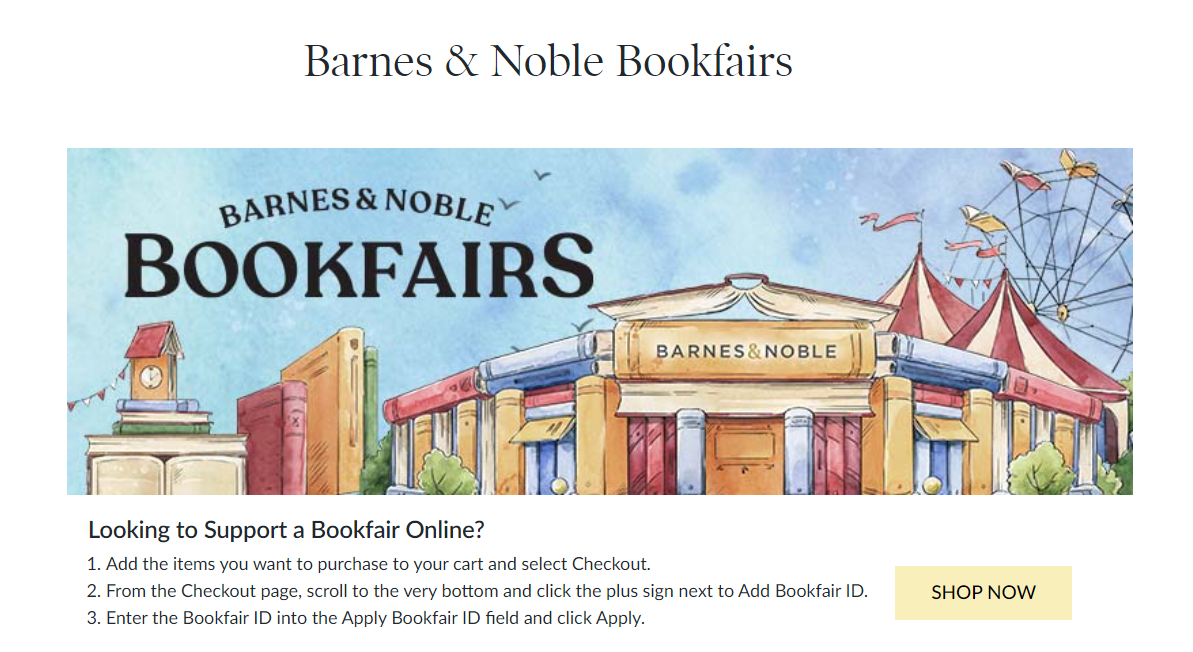 Barnes & Noble Bookfairs
BARNES & NOBLE
BOOKFAIRS
BARNES&NOBLE
Looking to Support a Bookfair Online?
1. Add the items you want to purchase to your cart and select Checkout.
2. From the Checkout page, scroll to the very bottom and click the plus sign next to Add Bookfair ID.
3. Enter the Bookfair ID into the Apply Bookfair ID field and click Apply.
SHOP NOW